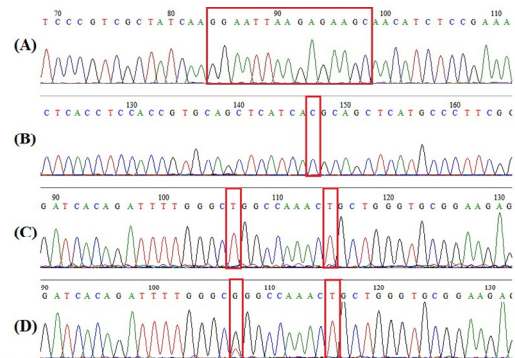 70 80 90 100 110
T C C C G T C G C T A T C A A G G A A T T A A G A G A A G C A A C A T C T C C G A A A
(A)
130 140 150 160
C T C A C C T C C A C C G T G C A G C T C A T C A C G C A G C T C A T G C C C T T C G C
(B)
90 100 110 120 130
G A T C A C A G A T T T T G G G C T G G C C A A A C T G C T G G G T G C G G A A G A G
(C)
90 100 110 120 130
G A T C A C A G A T T T T G G G C G G G C C A A A C T G C T G G G T G C G G A A G A G
(D)